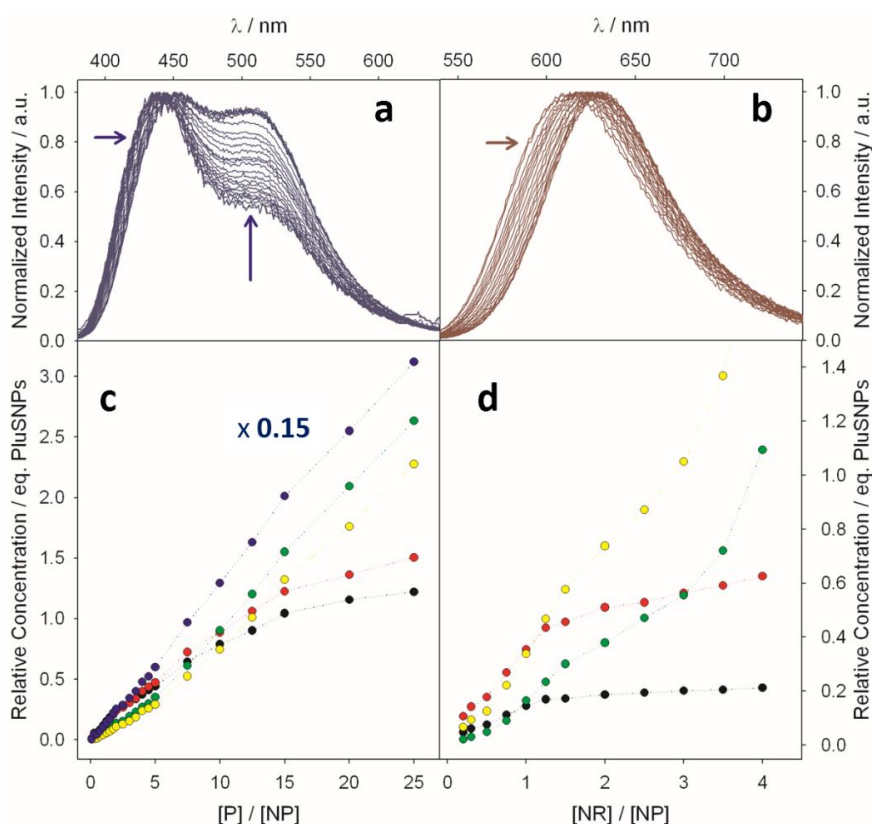 λ / nm
400 450 500 550 600
λ / nm
550 600 650 700
Normalized Intensity / a.u.
1.0
0.8
0.6
0.4
0.2
0.0
a
b
1.0
0.8
0.6
0.4
0.2
0.0
Normalized Intensity / a.u.
Relative Concentration / eq. PluSNPs
3.0
2.5
2.0
1.5
1.0
0.5
0.0
c
x 0.15
d
1.4
1.2
1.0
0.8
0.6
0.4
0.2
0.0
Relative Concentration / eq. PluSNPs
0 5 10 15 20 25
[P] / [NP]
0 1 2 3 4
[NR] / [NP]